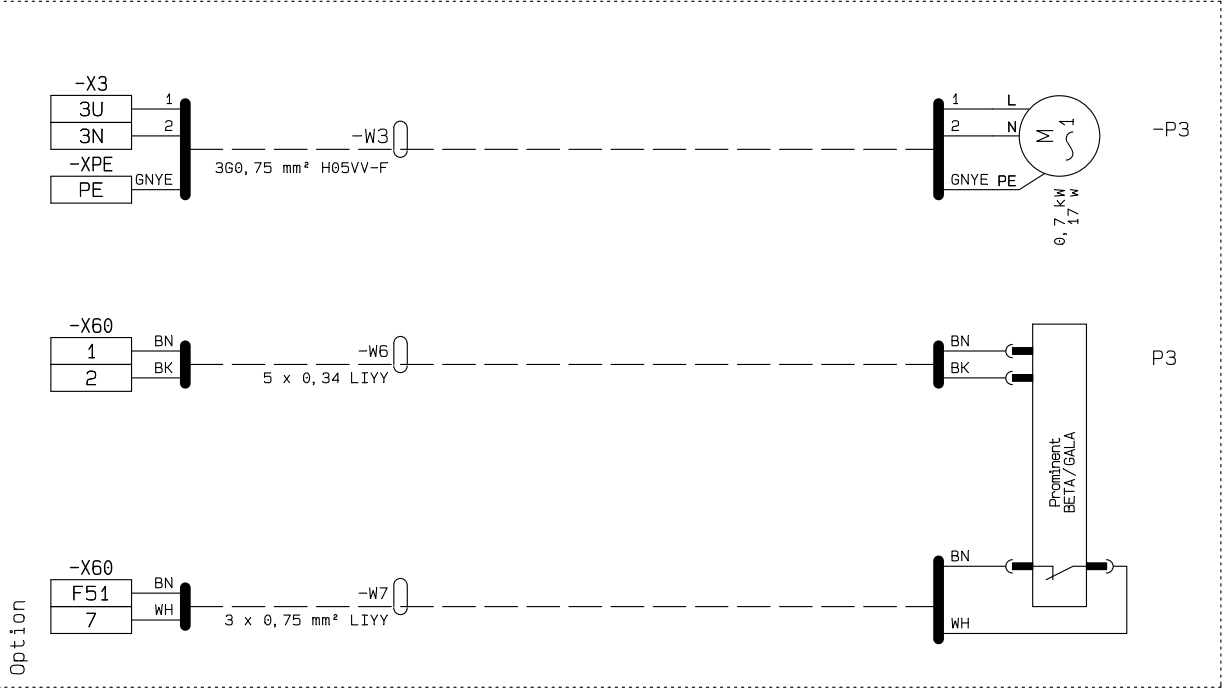 -X3
3U
1
3N
2
-XPE
PE
GNYE
-W3
3G0,75 mm² H05VV-F
1
L
2
N
GNYE
PE
M
1
0,7 kW
17 W
-P3
-X60
1
BN
2
BK
-W6
5 x 0,34 LIYY
BN
BK
P3
Prominent
BETA/GALA
-X60
F51
BN
7
WH
-W7
3 x 0,75 mm² LIYY
BN
WH
Option